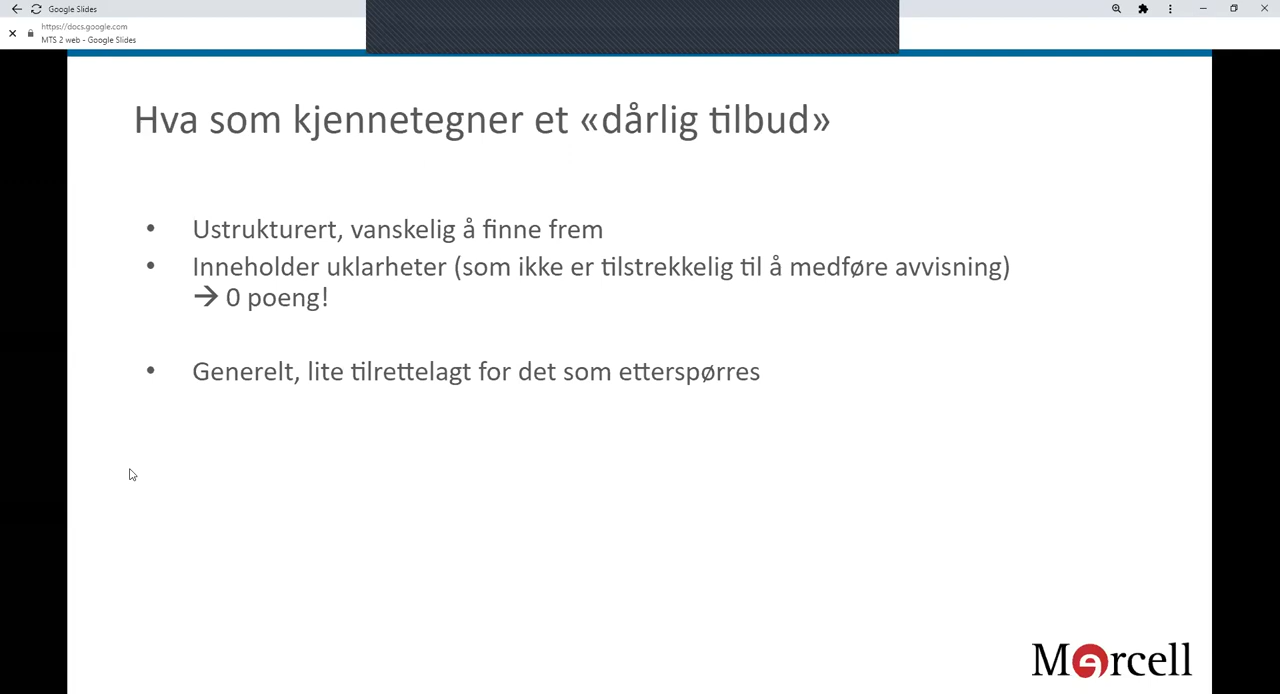 Google Slides
https://docs.google.com
MTS 2 web - Google Slides
Hva som kjennetegner et «dårlig tilbud»
• Ustrukturert, vanskelig å finne frem
• Inneholder uklarheter (som ikke er tilstrekkelig til å medføre avvisning)
→ 0 poeng!
• Generelt, lite tilrettelagt for det som etterspørres
Mercell